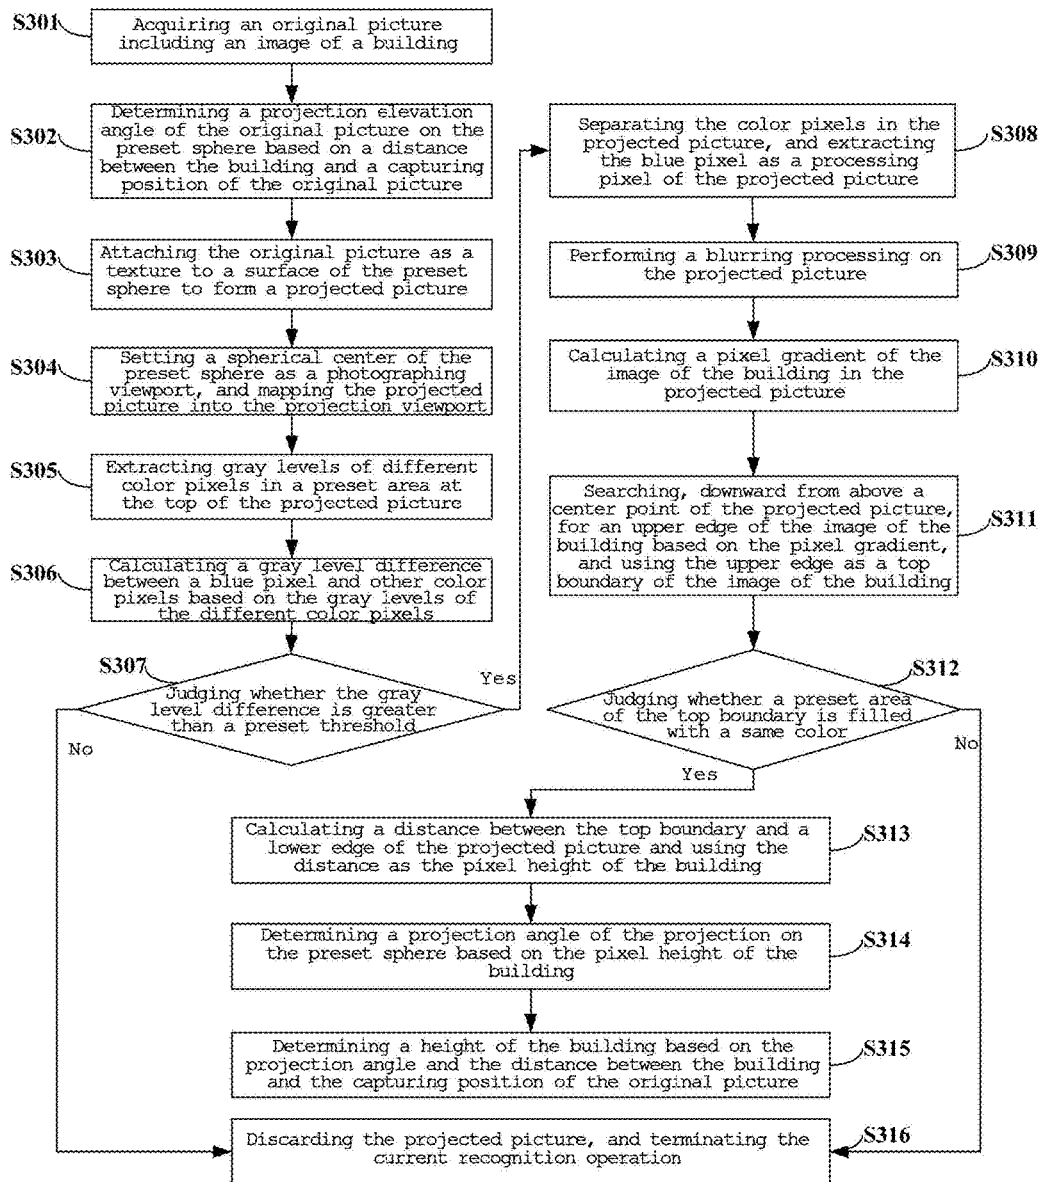 S301
Acquiring an original picture
including an image of a building
S302
Determining a projection elevation
angle of the original picture on the
preset sphere based on a distance
between the building and a capturing
position of the original picture
S303
Attaching the original picture as a
texture to a surface of the preset
sphere to form a projected picture
S304
Setting a spherical center of the
preset sphere as a photographing
viewport, and mapping the projected
picture into the projection viewport
S305
Extracting gray levels of different
color pixels in a preset area at
the top of the projected picture
S306
Calculating a gray level difference
between a blue pixel and other color
pixels based on the gray levels of
the different color pixels
S307
Judging whether the gray
level difference is greater
than a preset threshold
Yes
No
S308
Separating the color pixels in the
projected picture, and extracting
the blue pixel as a processing
pixel of the projected picture
S309
Performing a blurring processing on
the projected picture
S310
Calculating a pixel gradient of the
image of the building in the
projected picture
S311
Searching, downward from above a
center point of the projected picture,
for an upper edge of the image of the
building based on the pixel gradient,
and using the upper edge as a top
boundary of the image of the building
S312
Judging whether a preset area
of the top boundary is filled
with a same color
No
Yes
S313
Calculating a distance between the top boundary and a
lower edge of the projected picture and using the
distance as the pixel height of the building
S314
Determining a projection angle of the projection on
the preset sphere based on the pixel height of the
building
S315
Determining a height of the building based on the
projection angle and the distance between the building
and the capturing position of the original picture
S316
Discarding the projected picture, and terminating the
current recognition operation